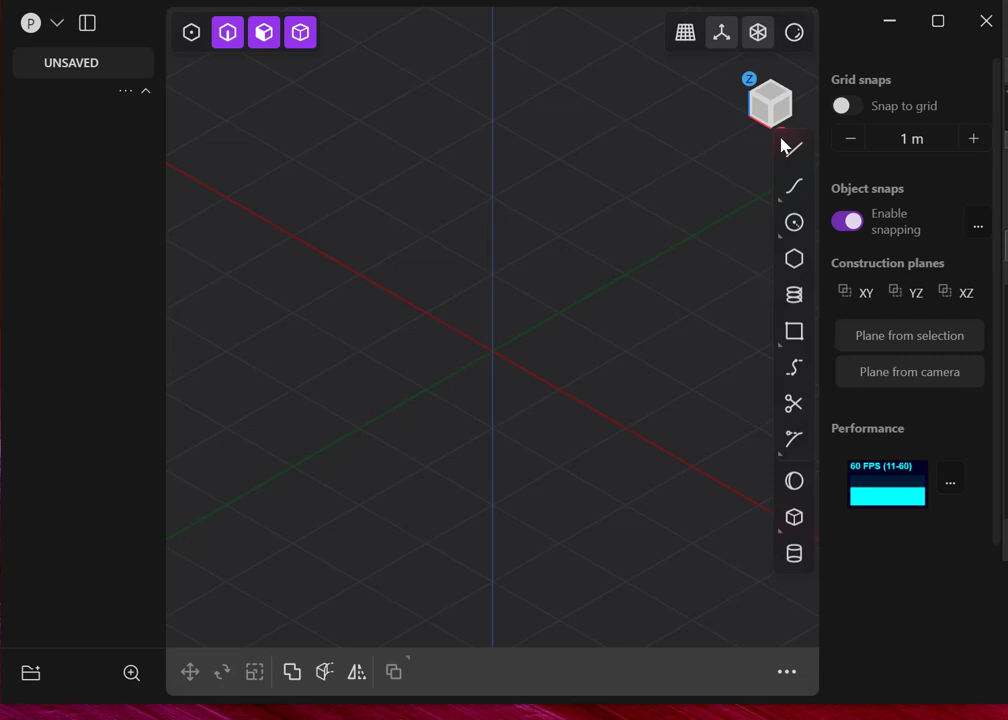 P
UNSAVED
...
Z
Grid snaps
Snap to grid
1 m
Object snaps
Enable
snapping
...
Construction planes
XY YZ XZ
Plane from selection
Plane from camera
Performance
60 FPS (11-60)
...